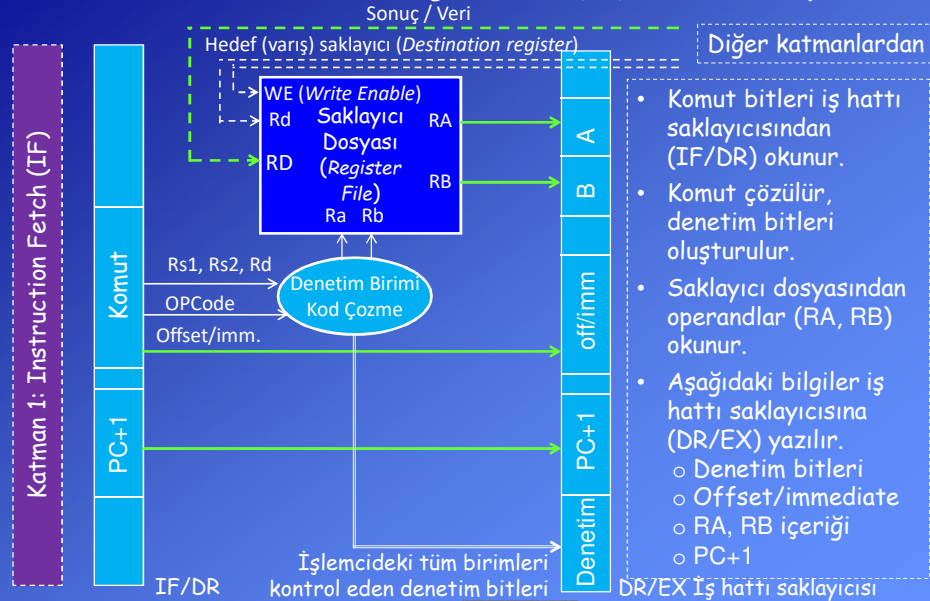 Sonuç / Veri
Hedef (varış) saklayıcı (Destination register)
Diğer katmanlardan
Katman 1: Instruction Fetch (IF)
WE (Write Enable)
Rd
Saklayıcı
Dosyası
(Register
File)
RA
RD
RB
Ra Rb
A
B
Komut
Rs1, Rs2, Rd
OPCode
Offset/imm.
Denetim Birimi
Kod Çozme
off/imm
PC+1
PC+1
Denetim
İşlemcideki tüm birimleri
kontrol eden denetim bitleri
IF/DR
DR/EX İş hattı saklayıcısı
• Komut bitleri iş hattı
saklayıcısından
(IF/DR) okunur.
• Komut çözülür,
denetim bitleri
oluşturulur.
• Saklayıcı dosyasından
operandlar (RA, RB)
okunur.
• Aşağıdaki bilgiler iş
hattı saklayıcısına
(DR/EX) yazılır.
o Denetim bitleri
o Offset/immediate
o RA, RB içeriği
o PC+1